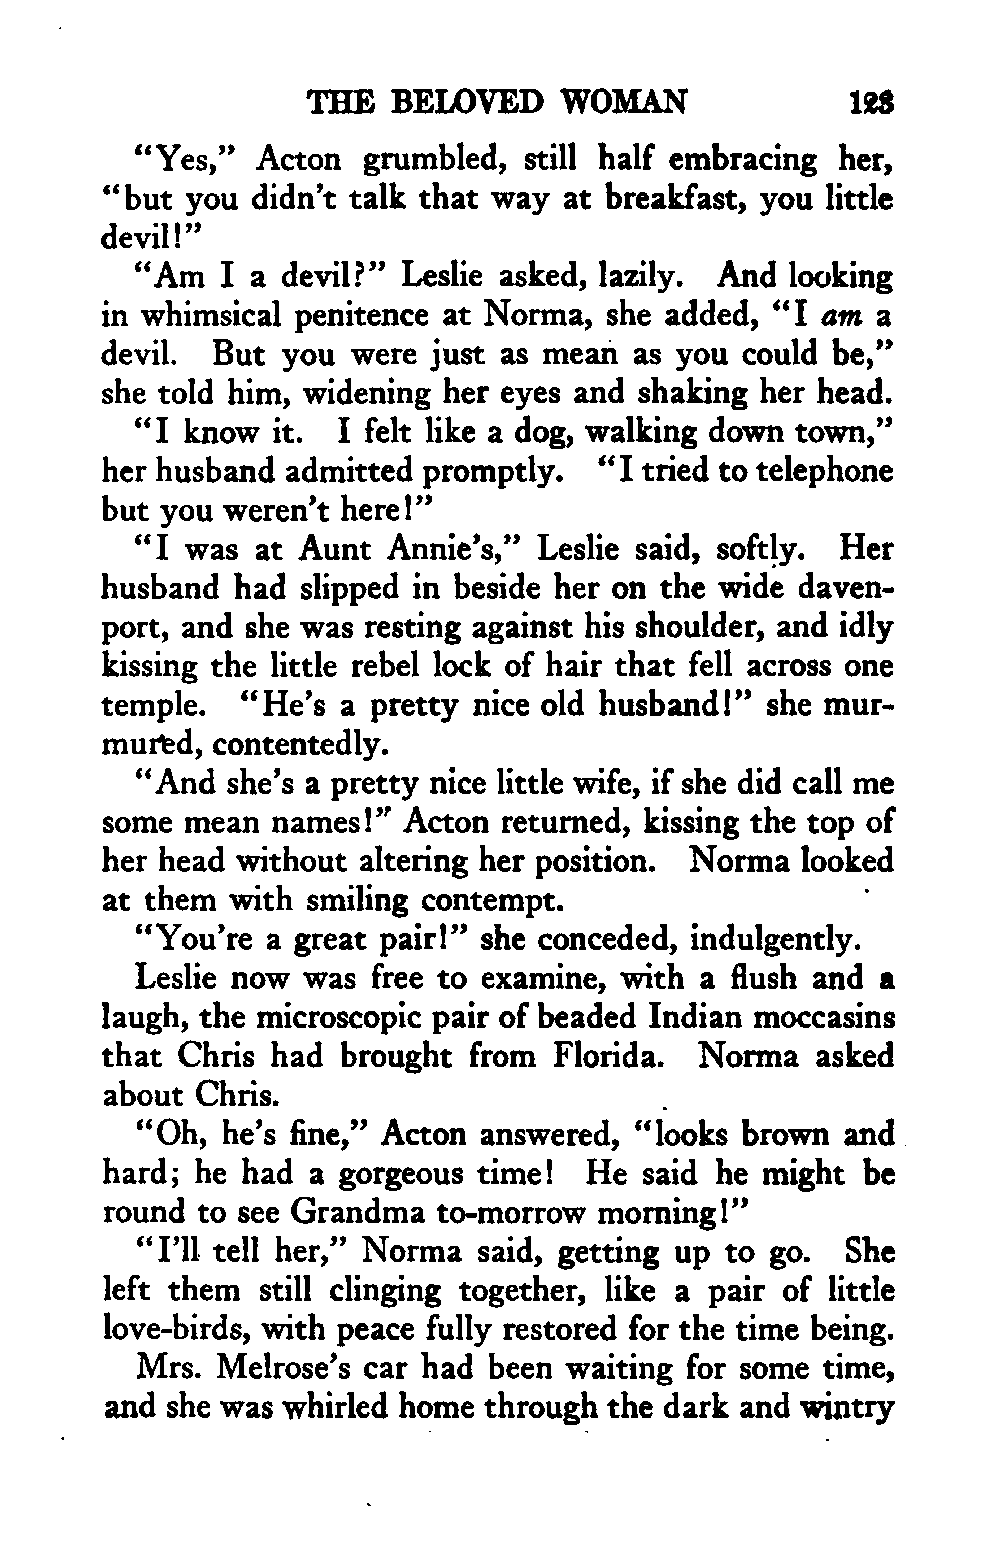 THE BELOVED WOMAN 123
"Yes," Acton grumbled, still half embracing her,
"but you didn't talk that way at breakfast, you little
devil!"
"Am I a devil?" Leslie asked, lazily. And looking
in whimsical penitence at Norma, she added, "I am a
devil. But you were just as mean as you could be,"
she told him, widening her eyes and shaking her head.
"I know it. I felt like a dog, walking down town,"
her husband admitted promptly. "I tried to telephone
but you weren't here!"
"I was at Aunt Annie's," Leslie said, softly. Her
husband had slipped in beside her on the wide daven-
port, and she was resting against his shoulder, and idly
kissing the little rebel lock of hair that fell across one
temple. "He's a pretty nice old husband!" she mur-
mured, contentedly.
"And she's a pretty nice little wife, if she did call me
some mean names!" Acton returned, kissing the top of
her head without altering her position. Norma looked
at them with smiling contempt.
"You're a great pair!" she conceded, indulgently.
Leslie now was free to examine, with a flush and a
laugh, the microscopic pair of beaded Indian moccasins
that Chris had brought from Florida. Norma asked
about Chris.
"Oh, he's fine," Acton answered, "looks brown and
hard; he had a gorgeous time! He said he might be
round to see Grandma to-morrow morning!"
"I'll tell her," Norma said, getting up to go. She
left them still clinging together, like a pair of little
love-birds, with peace fully restored for the time being.
Mrs. Melrose's car had been waiting for some time,
and she was whirled home through the dark and wintry